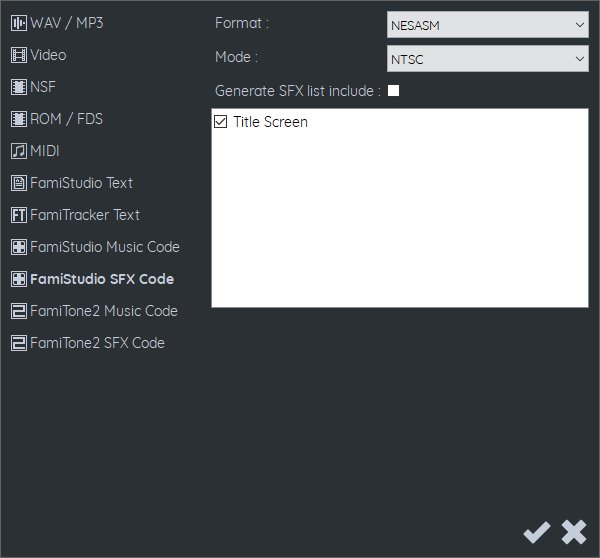 WAV / MP3
Video
NSF
ROM / FDS
MIDI
FamiStudio Text
FT FamiTracker Text
FamiStudio Music Code
FamiStudio SFX Code
FamiTone2 Music Code
FamiTone2 SFX Code
Format : NESASM
Mode : NTSC
Generate SFX list include :
Title Screen